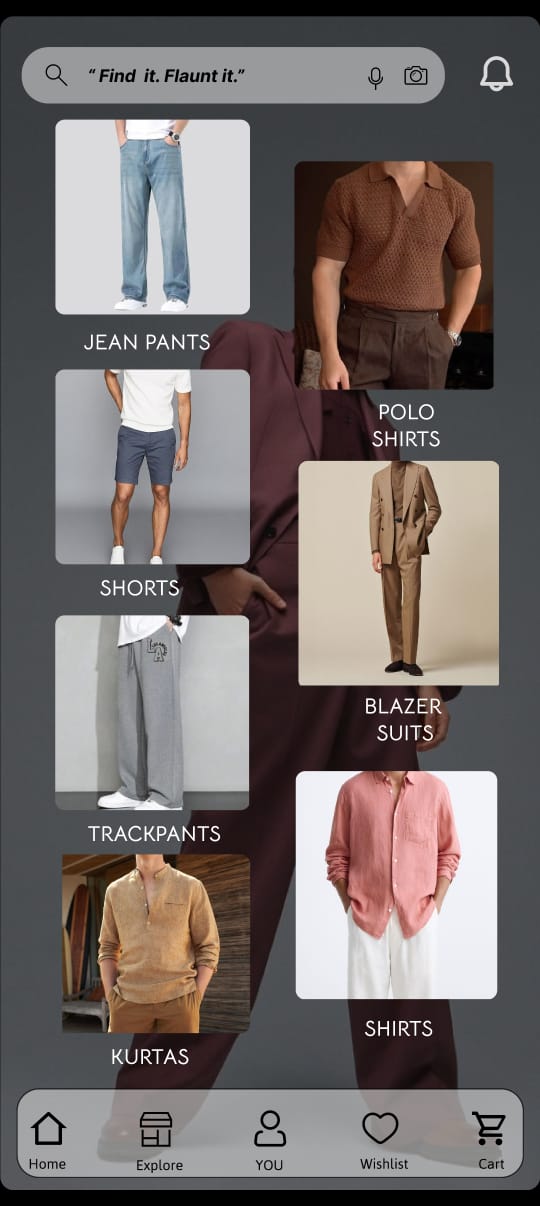 “ Find it. Flaunt it.”
JEAN PANTS
POLO
SHIRTS
SHORTS
BLAZER
SUITS
TRACKPANTS
SHIRTS
KURTAS
Home
Explore
YOU
Wishlist
Cart